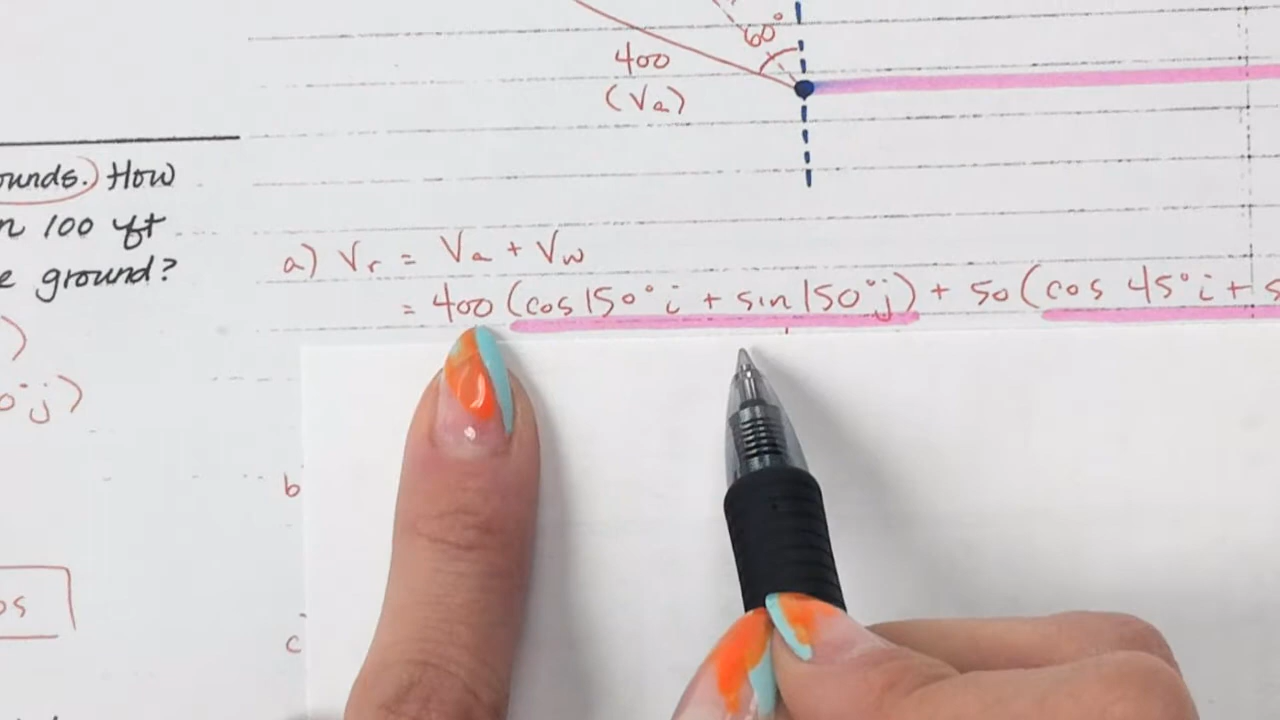 60°
400
(Va)
ounds.) How
n 100 ft
e ground?
a) Vr = Va + Vw
= 400 (cos 150° i + sin 150° j) + 50 (cos 45° i + s
)
0° j)
b
os
c